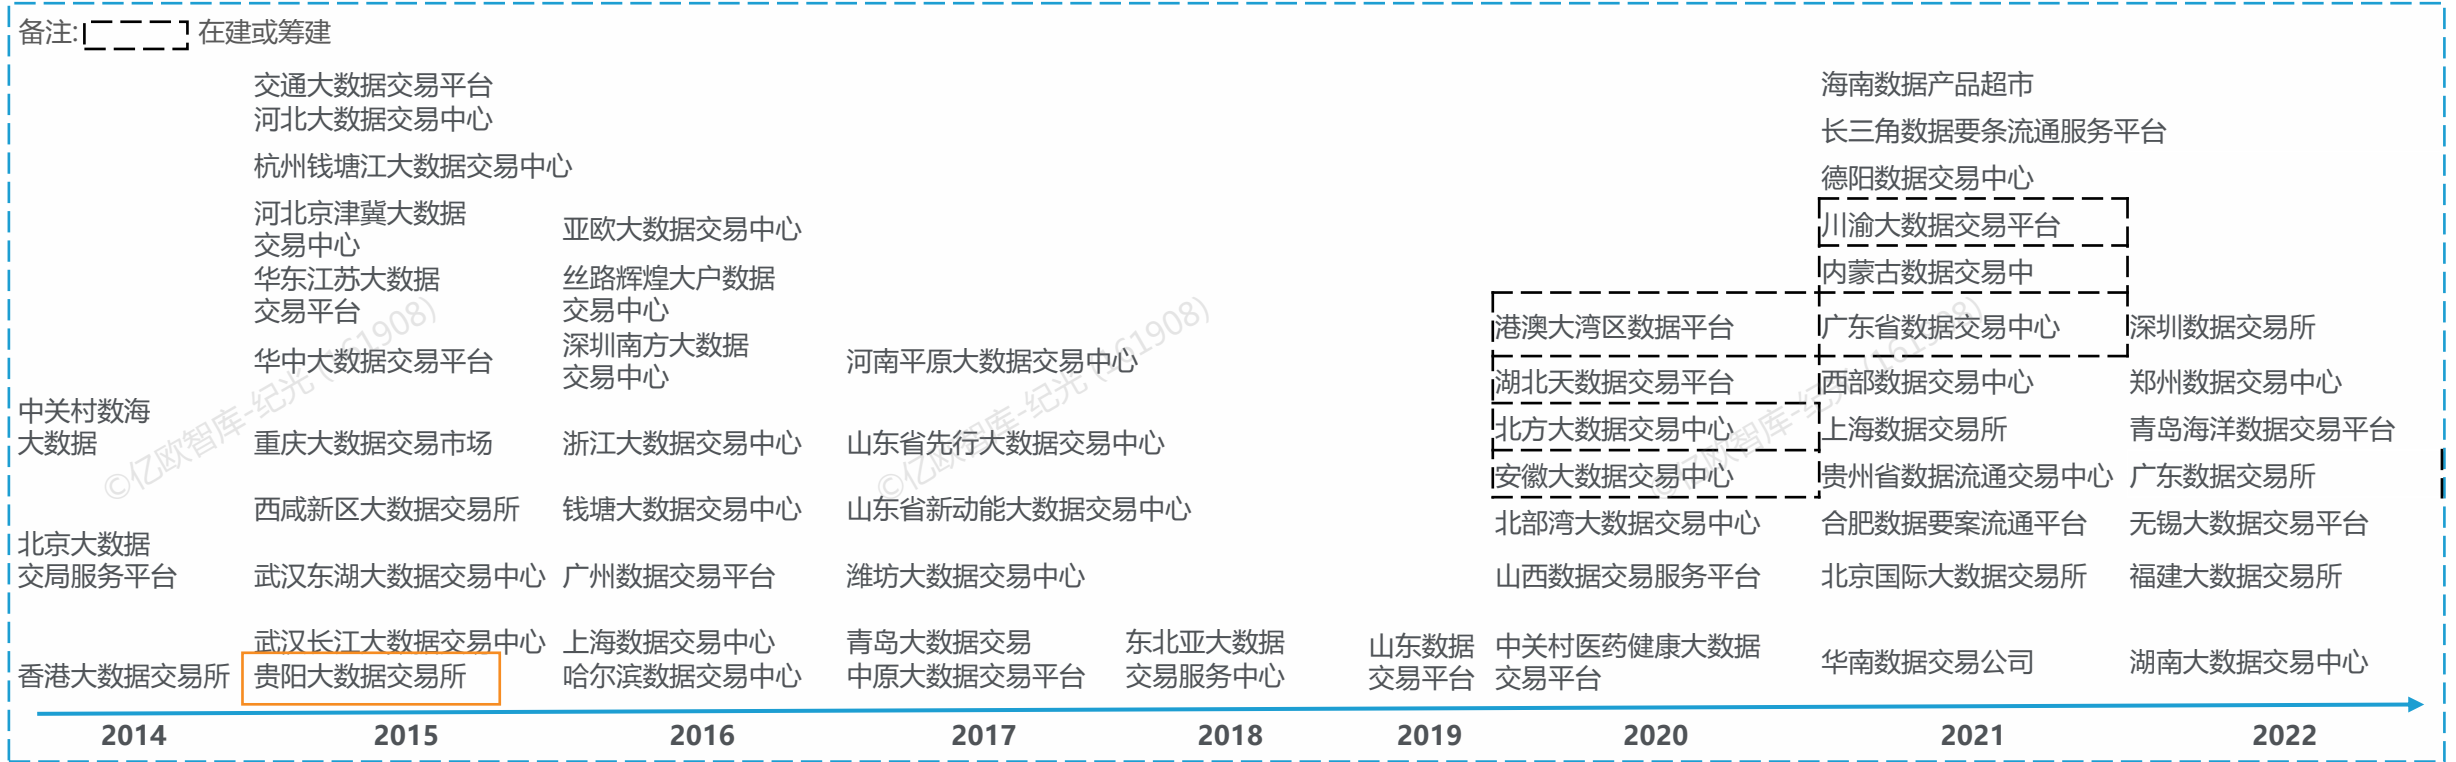 备注: 在建或筹建
中关村数海
大数据
北京大数据
交局服务平台
香港大数据交易所
交通大数据交易平台
河北大数据交易中心
杭州钱塘江大数据交易中心
河北京津冀大数据
交易中心
华东江苏大数据
交易平台
华中大数据交易平台
重庆大数据交易市场
西咸新区大数据交易所
武汉东湖大数据交易中心
武汉长江大数据交易中心
贵阳大数据交易所
亚欧大数据交易中心
丝路辉煌大户数据
交易中心
深圳南方大数据
交易中心
浙江大数据交易中心
钱塘大数据交易中心
广州数据交易平台
上海数据交易中心
哈尔滨数据交易中心
河南平原大数据交易中心
山东省先行大数据交易中心
山东省新动能大数据交易中心
潍坊大数据交易中心
青岛大数据交易
中原大数据交易平台
东北亚大数据
交易服务中心
山东数据
交易平台
港澳大湾区数据平台
湖北天数据交易平台
北方大数据交易中心
安徽大数据交易中心
北部湾大数据交易中心
山西数据交易服务平台
中关村医药健康大数据
交易平台
海南数据产品超市
长三角数据要条流通服务平台
德阳数据交易中心
川渝大数据交易平台
内蒙古数据交易中
广东省数据交易中心
西部数据交易中心
上海数据交易所
贵州省数据流通交易中心
合肥数据要案流通平台
北京国际大数据交易所
华南数据交易公司
深圳数据交易所
郑州数据交易中心
青岛海洋数据交易平台
广东数据交易所
无锡大数据交易平台
福建大数据交易所
湖南大数据交易中心
2014 2015 2016 2017 2018 2019 2020 2021 2022
©亿欧智库-纪光 (161908)
©亿欧智库-纪光 (161908)
©亿欧智库-纪光 (161908)